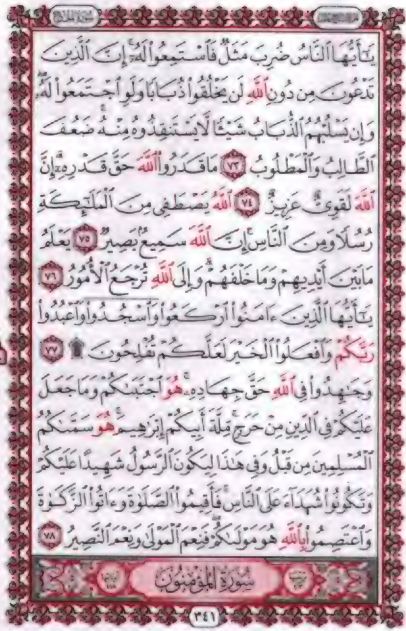 يَٰٓأَيُّهَا ٱلنَّاسُ ضُرِبَ مَثَلٌ فَٱسْتَمِعُوا۟ لَهُۥٓ ۚ إِنَّ ٱلَّذِينَ
تَدْعُونَ مِن دُونِ ٱللَّهِ لَن يَخْلُقُوا۟ ذُبَابًا وَلَوِ ٱجْتَمَعُوا۟ لَهُۥ ۖ
وَإِن يَسْلُبْهُمُ ٱلذُّبَابُ شَيْـًٔا لَّا يَسْتَنقِذُوهُ مِنْهُ ۚ ضَعُفَ
ٱلطَّالِبُ وَٱلْمَطْلُوبُ ٧٣ مَا قَدَرُوا۟ ٱللَّهَ حَقَّ قَدْرِهِۦٓ ۗ إِنَّ
ٱللَّهَ لَقَوِىٌّ عَزِيزٌ ٧٤ ٱللَّهُ يَصْطَفِى مِنَ ٱلْمَلَٰٓئِكَةِ
رُسُلًا وَمِنَ ٱلنَّاسِ ۚ إِنَّ ٱللَّهَ سَمِيعٌۢ بَصِيرٌ ٧٥ يَعْلَمُ
مَا بَيْنَ أَيْدِيهِمْ وَمَا خَلْفَهُمْ ۗ وَإِلَى ٱللَّهِ تُرْجَعُ ٱلْأُمُورُ ٧٦
يَٰٓأَيُّهَا ٱلَّذِينَ ءَامَنُوا۟ ٱرْكَعُوا۟ وَٱسْجُدُوا۟ وَٱعْبُدُوا۟
رَبَّكُمْ وَٱفْعَلُوا۟ ٱلْخَيْرَ لَعَلَّكُمْ تُفْلِحُونَ ۩ ٧٧
وَجَٰهِدُوا۟ فِى ٱللَّهِ حَقَّ جِهَادِهِۦ ۚ هُوَ ٱجْتَبَىٰكُمْ وَمَا جَعَلَ
عَلَيْكُمْ فِى ٱلدِّينِ مِنْ حَرَجٍ ۚ مِّلَّةَ أَبِيكُمْ إِبْرَٰهِيمَ ۚ هُوَ سَمَّىٰكُمُ
ٱلْمُسْلِمِينَ مِن قَبْلُ وَفِى هَٰذَا لِيَكُونَ ٱلرَّسُولُ شَهِيدًا عَلَيْكُمْ
وَتَكُونُوا۟ شُهَدَآءَ عَلَى ٱلنَّاسِ ۚ فَأَقِيمُوا۟ ٱلصَّلَوٰةَ وَءَاتُوا۟ ٱلزَّكَوٰةَ
وَٱعْتَصِمُوا۟ بِٱللَّهِ هُوَ مَوْلَىٰكُمْ ۖ فَنِعْمَ ٱلْمَوْلَىٰ وَنِعْمَ ٱلنَّصِيرُ ٧٨
سُورَةُ المُؤْمِنُون
٣٤١